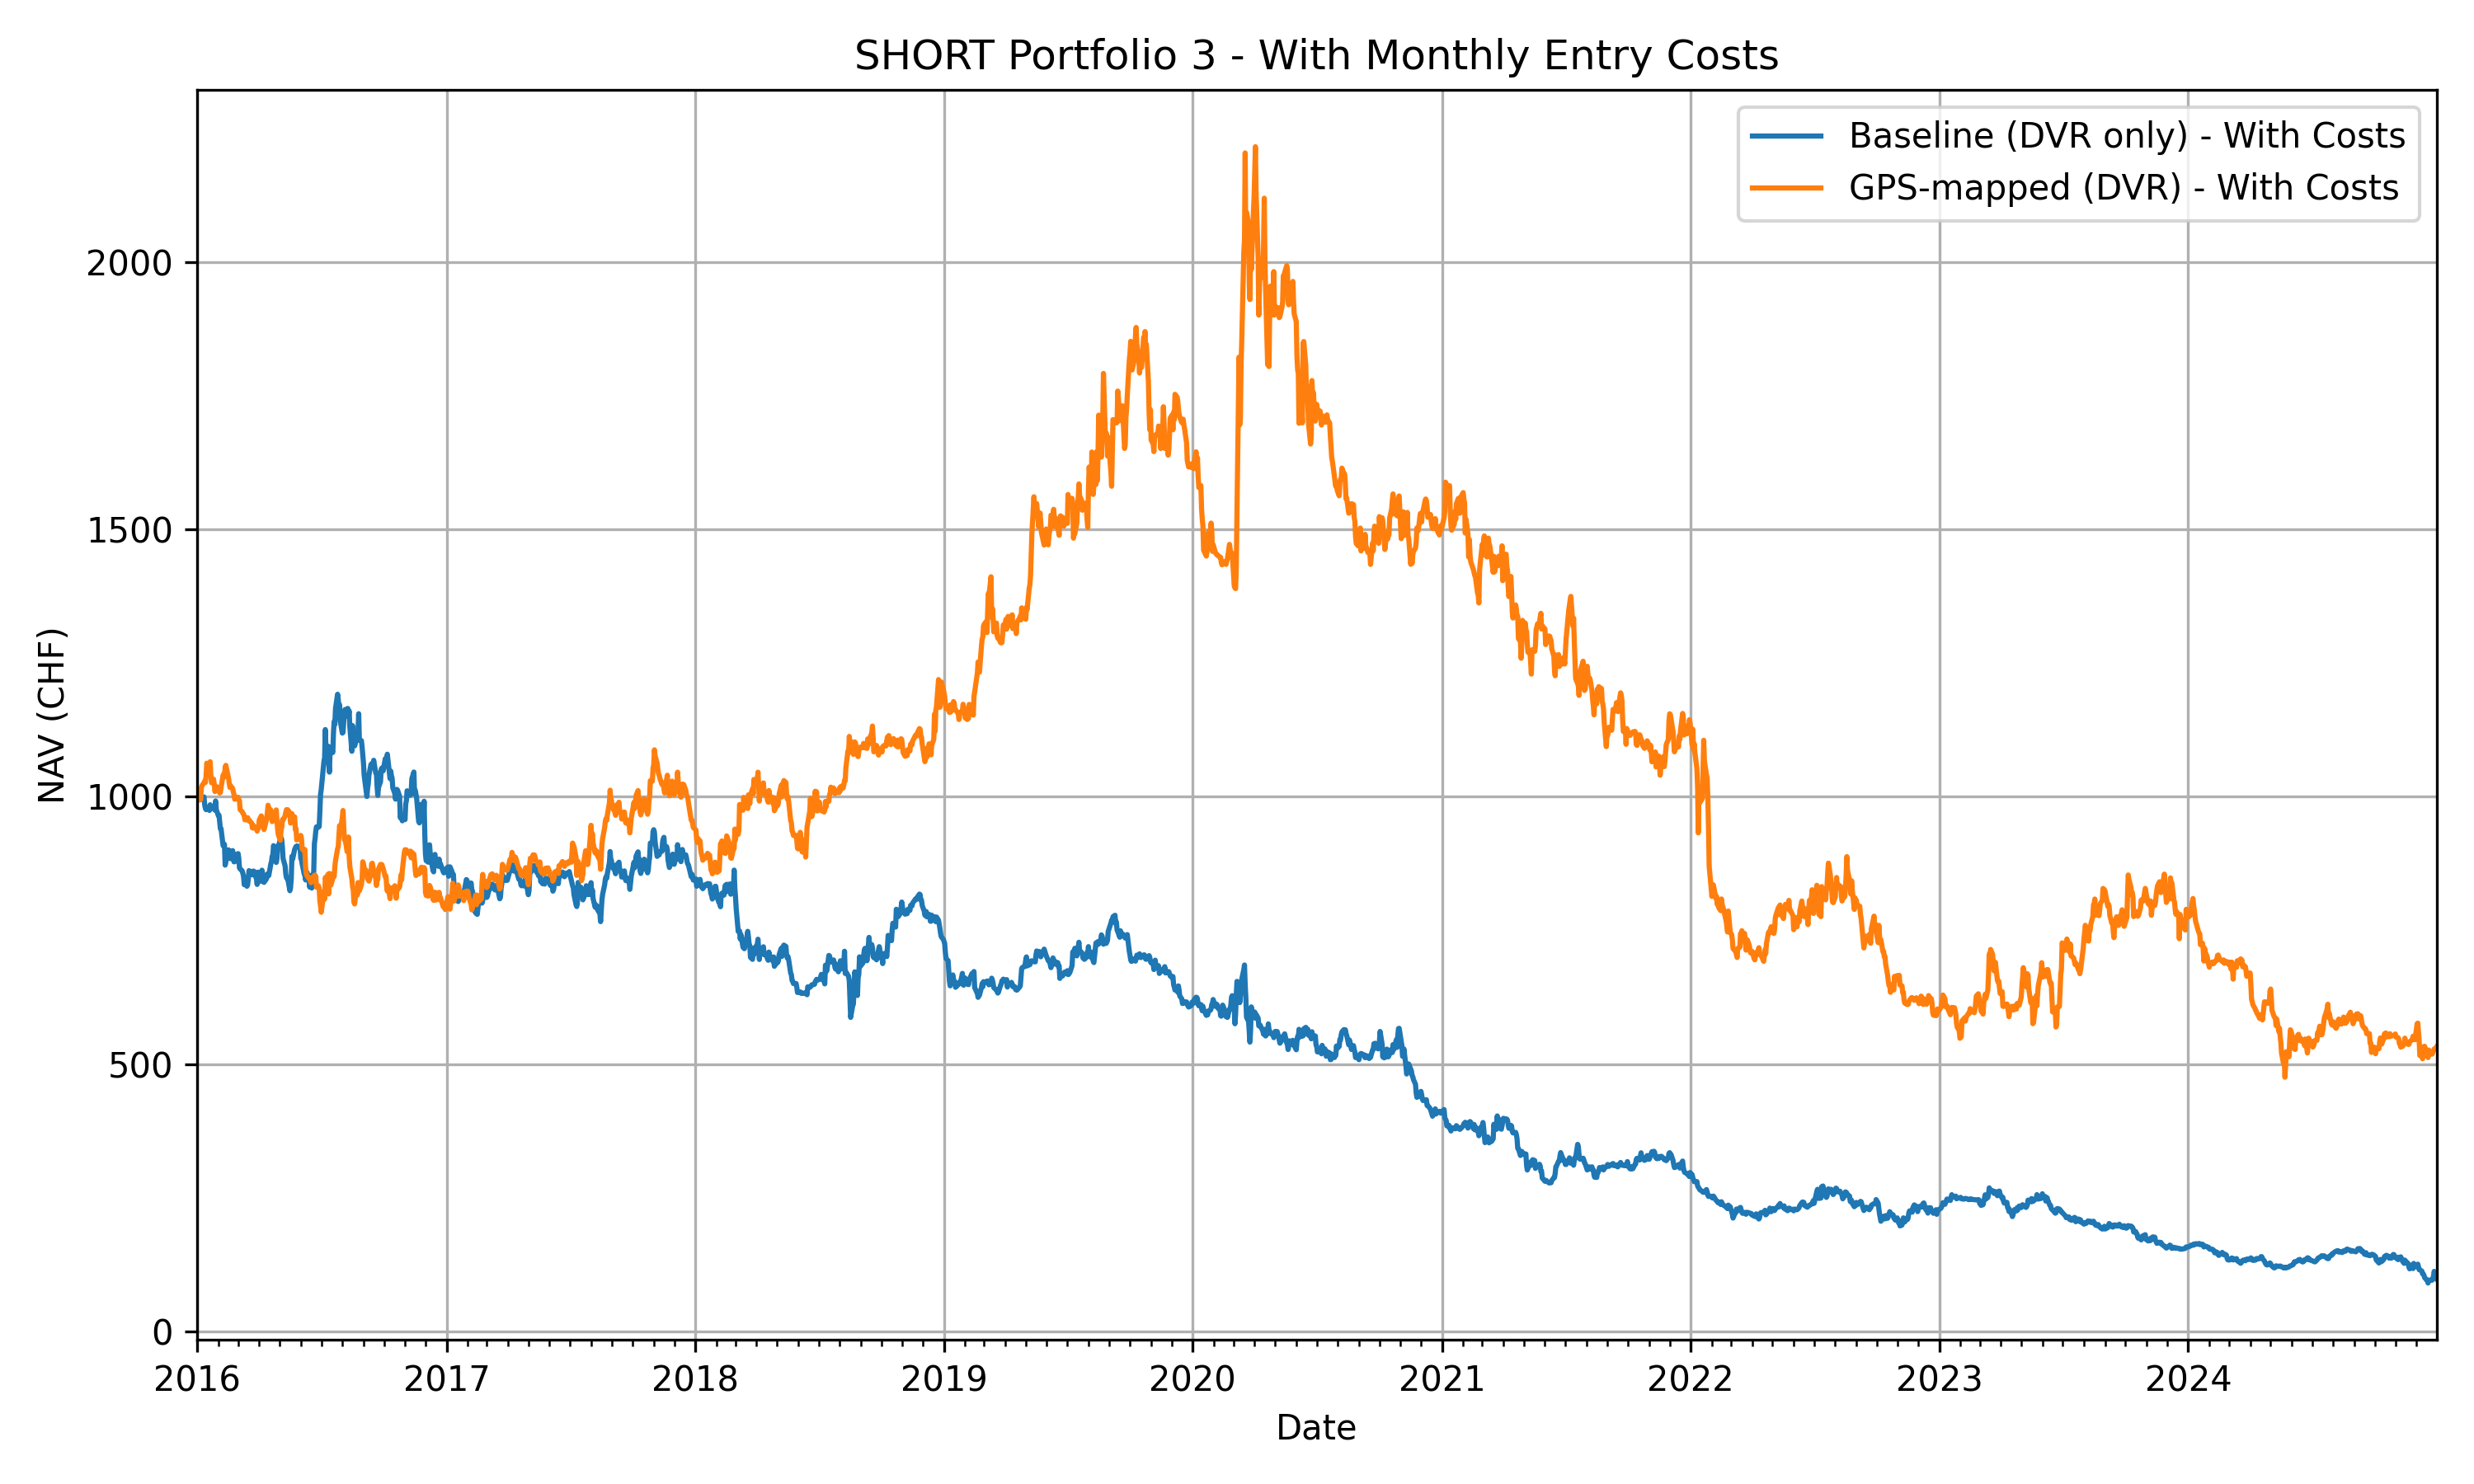 SHORT Portfolio 3 - With Monthly Entry Costs
Baseline (DVR only) - With Costs
GPS-mapped (DVR) - With Costs
NAV (CHF)
2000
1500
1000
500
0
2016 2017 2018 2019 2020 2021 2022 2023 2024
Date